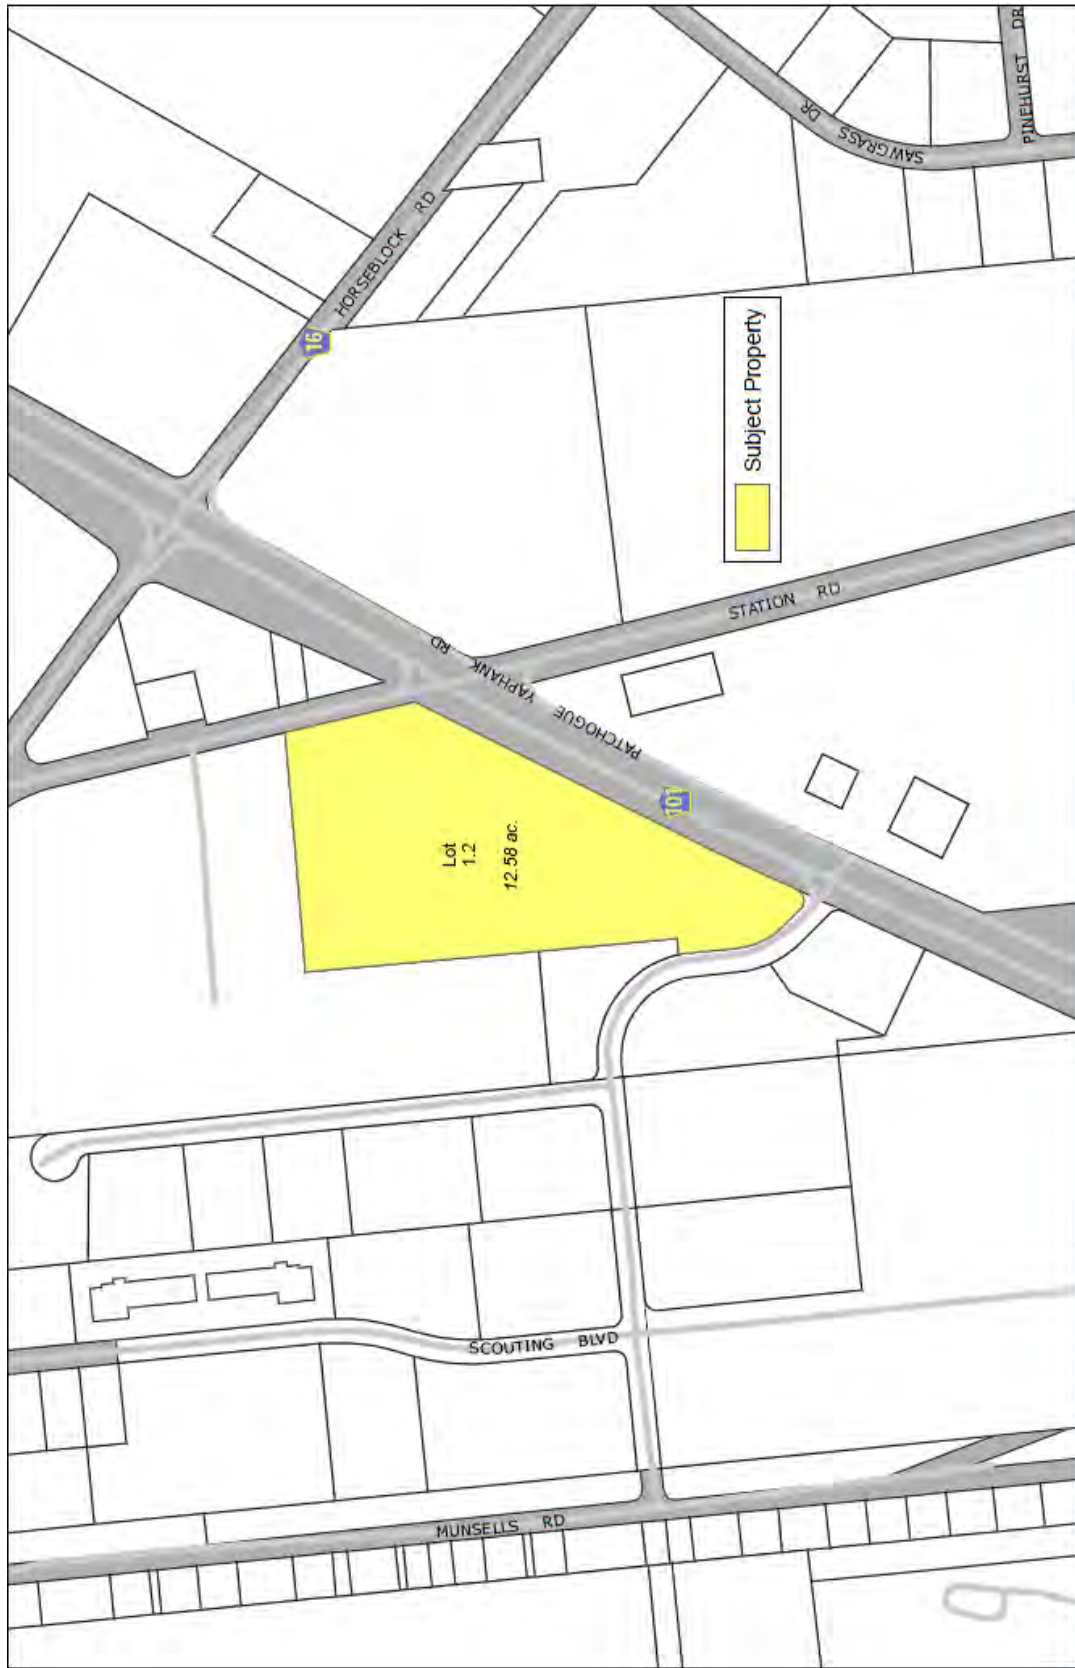 HORSEBLOCK RD
16
SAWGRASS DR
PINEHURST DR
Subject Property
STATION RD
PATCHOGUE YAPHANK RD
101
Lot
1.2
12.58 ac.
SCOUTING BLVD
MUNSELLS RD